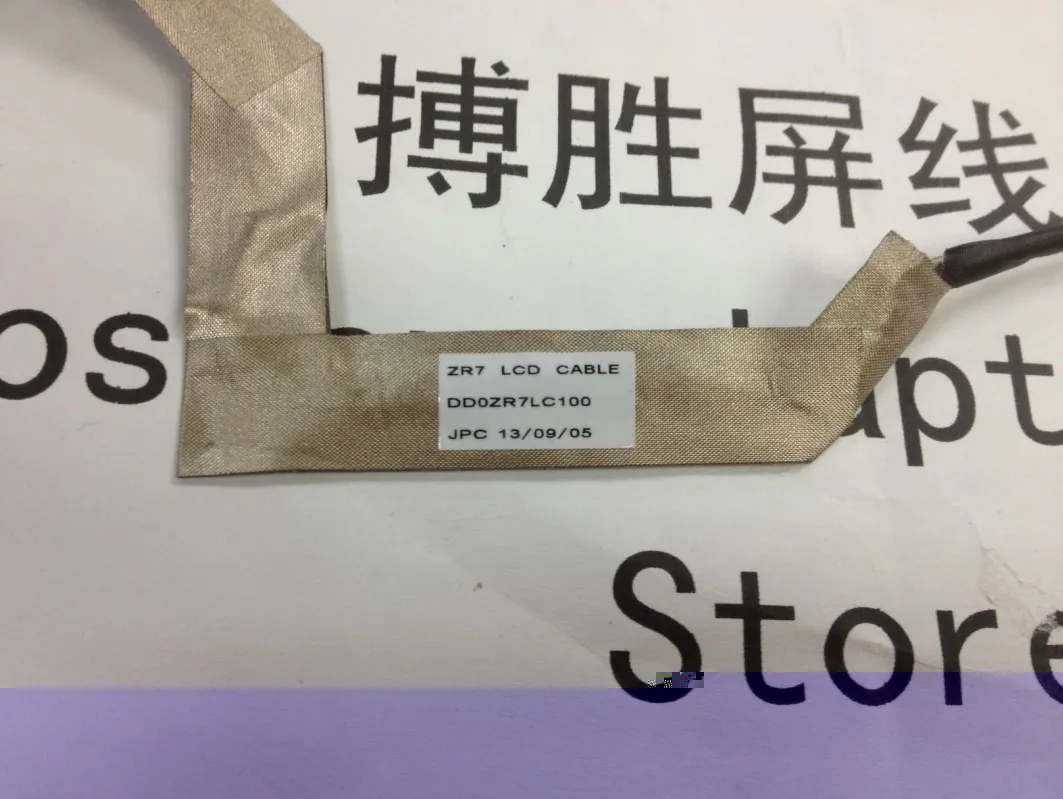 搏胜屏线
ZR7 LCD CABLE
DD0ZR7LC100
JPC 13/09/05
Store